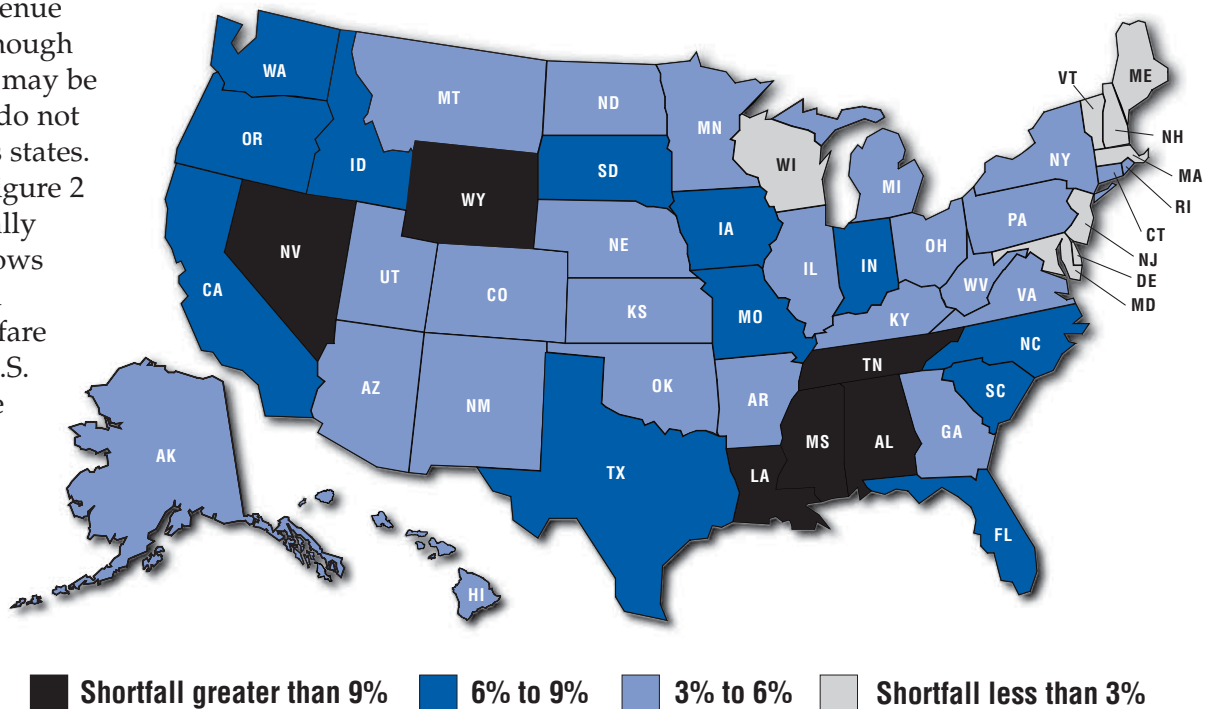 enue
hough
may be
do not
s states.
igure 2
lly
ows
fare
.S.
e
WA
OR
CA
ID
NV
MT
WY
UT
AZ
CO
NM
ND
SD
NE
KS
OK
TX
MN
IA
MO
AR
LA
WI
IL
MI
IN
OH
KY
TN
MS
AL
GA
FL
SC
NC
VA
WV
PA
NY
VT
ME
NH
MA
RI
CT
NJ
DE
MD
AK
HI
Shortfall greater than 9%
6% to 9%
3% to 6%
Shortfall less than 3%